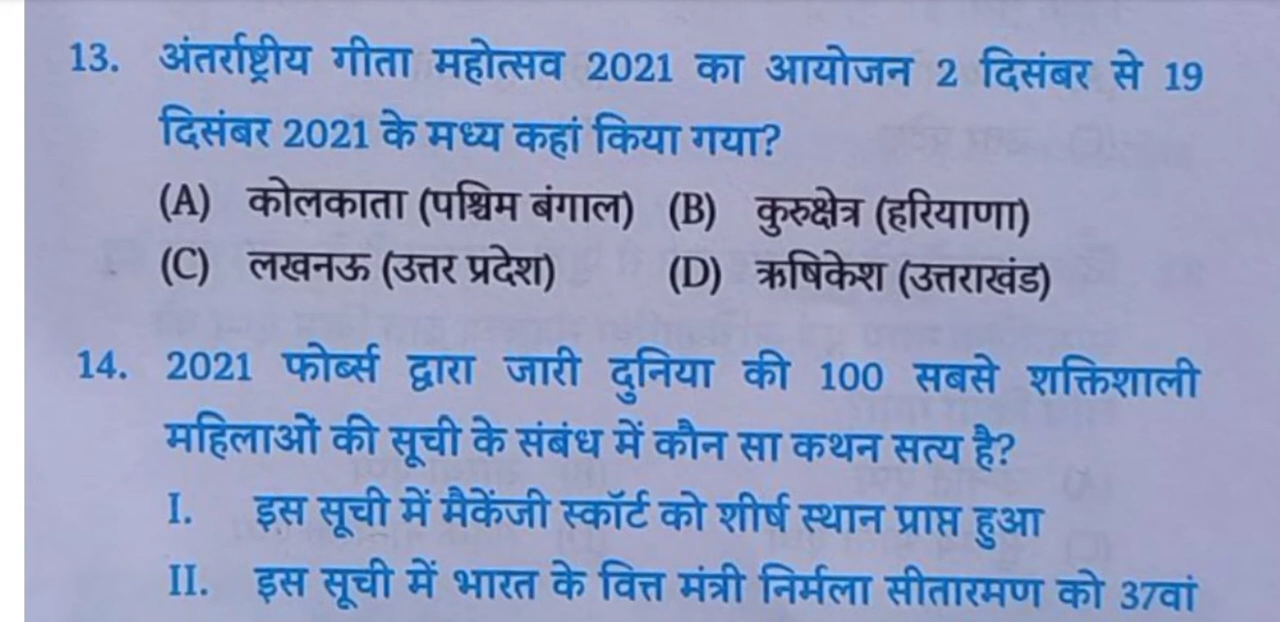 13. अंतर्राष्ट्रीय गीता महोत्सव 2021 का आयोजन 2 दिसंबर से 19
दिसंबर 2021 के मध्य कहां किया गया?
(A) कोलकाता (पश्चिम बंगाल) (B) कुरुक्षेत्र (हरियाणा)
(C) लखनऊ (उत्तर प्रदेश) (D) ऋषिकेश (उत्तराखंड)
14. 2021 फोर्ब्स द्वारा जारी दुनिया की 100 सबसे शक्तिशाली
महिलाओं की सूची के संबंध में कौन सा कथन सत्य है?
I. इस सूची में मैकेंजी स्कॉर्ट को शीर्ष स्थान प्राप्त हुआ
II. इस सूची में भारत के वित्त मंत्री निर्मला सीतारमण को 37वां